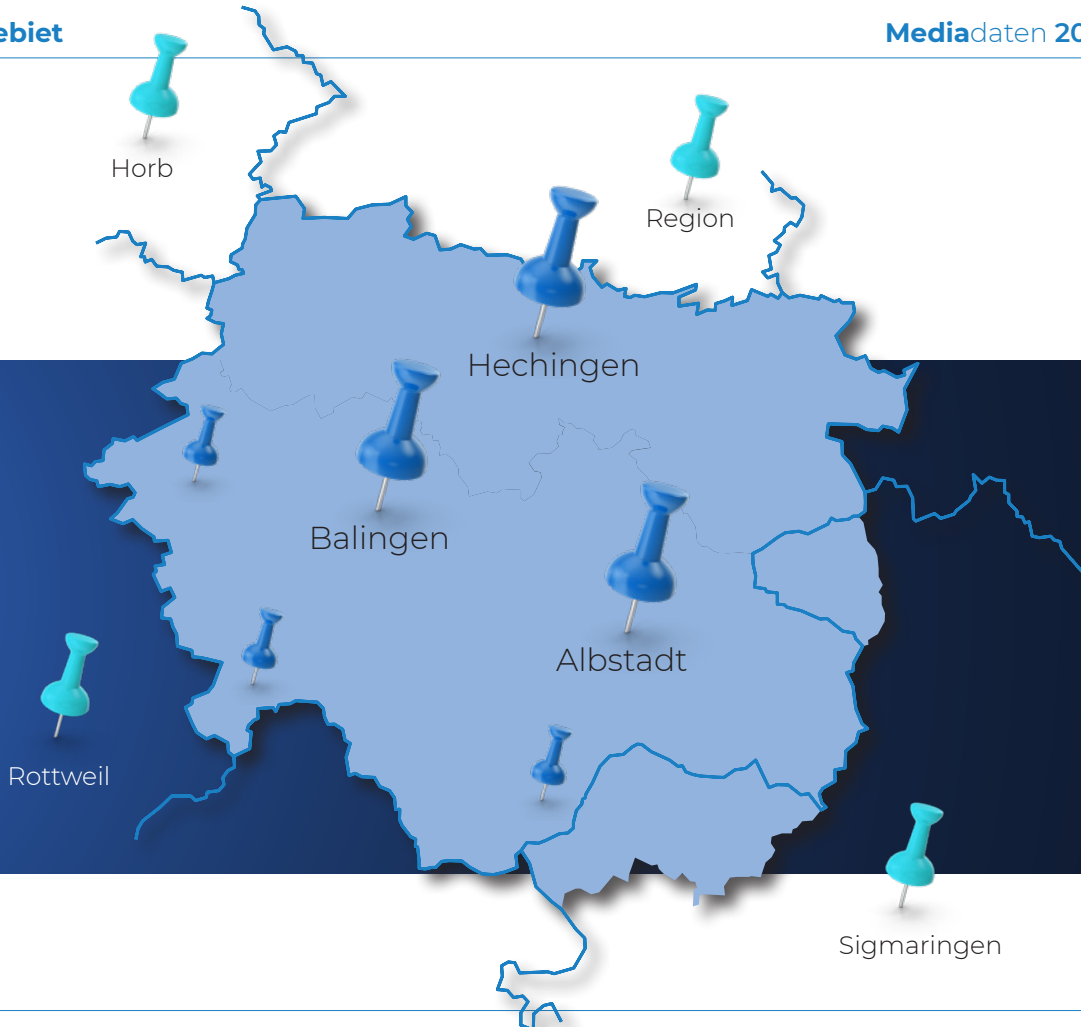 ebiet
Mediadaten 20
Horb
Region
Hechingen
Balingen
Albstadt
Rottweil
Sigmaringen